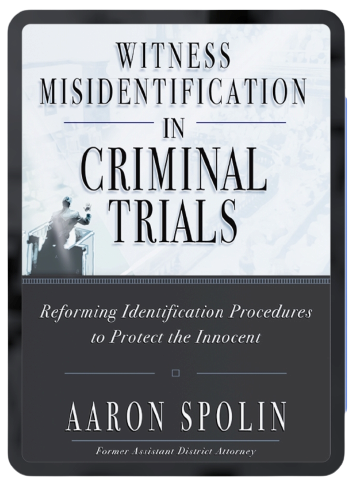 WITNESS
MISIDENTIFICATION
IN
CRIMINAL
TRIALS
Reforming Identification Procedures
to Protect the Innocent
AARON SPOLIN
Former Assistant District Attorney